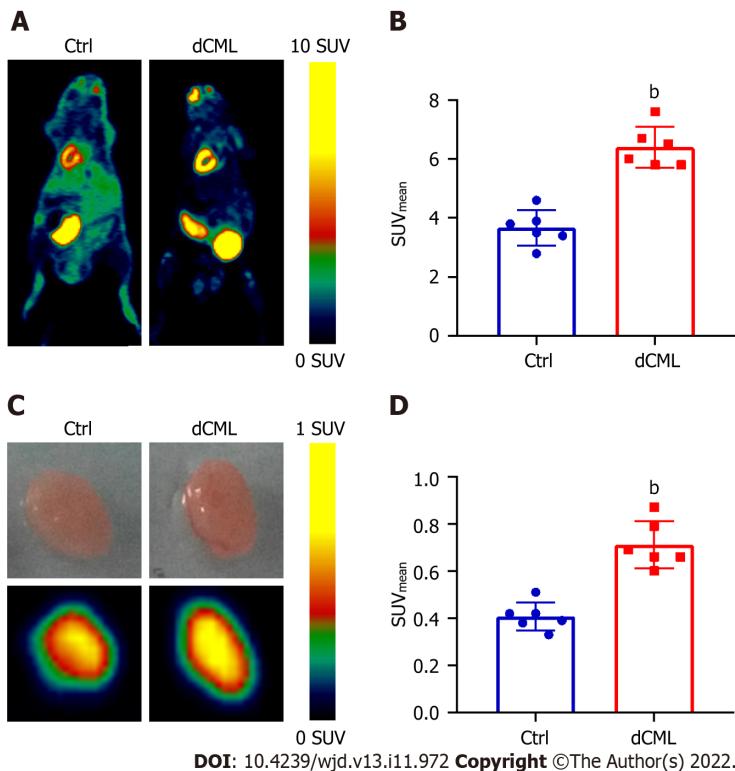 A
Ctrl
dCML
10 SUV
0 SUV
B
b
8
6
4
2
0
SUVmean
Ctrl
dCML
C
Ctrl
dCML
1 SUV
0 SUV
D
b
1.0
0.8
0.6
0.4
0.2
0.0
SUVmean
Ctrl
dCML
DOI: 10.4239/wjd.v13.i11.972 Copyright ©The Author(s) 2022.